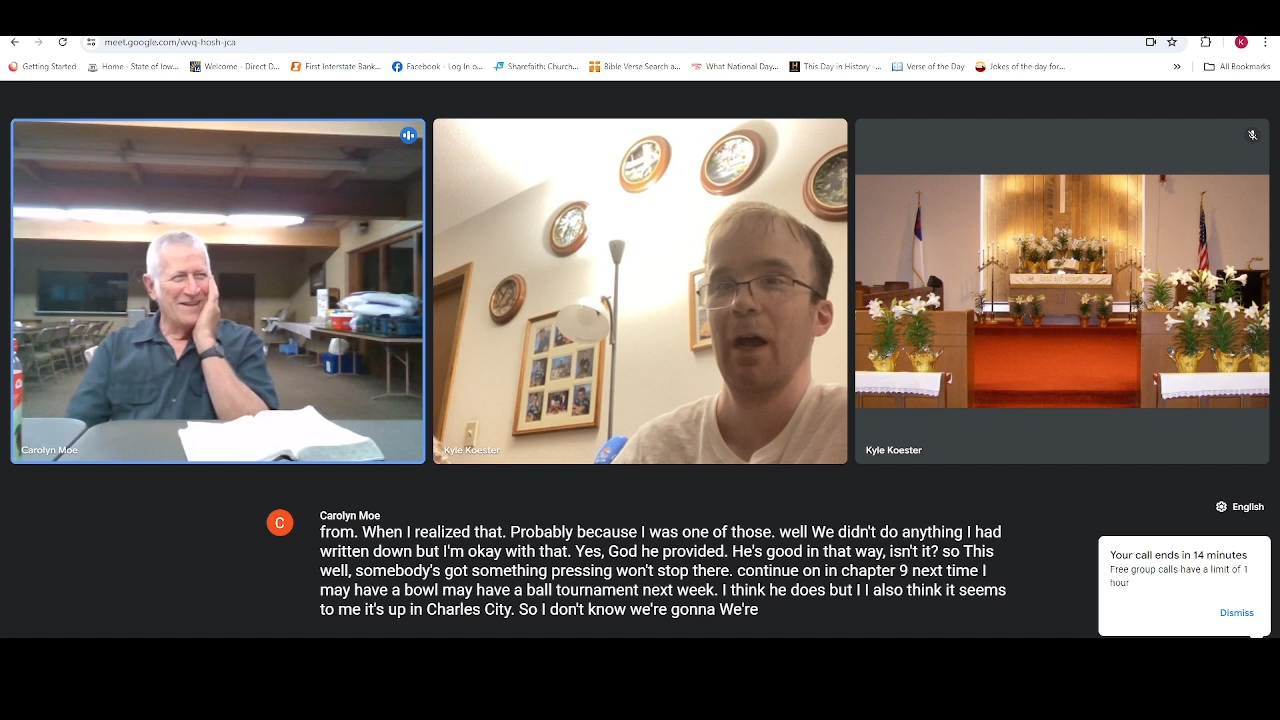 meet.google.com/wvq-hosh-jca
Getting Started Home - State of Iow... Welcome - Direct D... First Interstate Bank... Facebook - Log In o... Sharefaith: Church... Bible Verse Search a... What National Day... This Day in History -... Verse of the Day Jokes of the day for... » All Bookmarks
Carolyn Moe
Kyle Koester
Kyle Koester
English
C
Carolyn Moe
from. When I realized that. Probably because I was one of those. well We didn't do anything I had
written down but I'm okay with that. Yes, God he provided. He's good in that way, isn't it? so This
well, somebody's got something pressing won't stop there. continue on in chapter 9 next time I
may have a bowl may have a ball tournament next week. I think he does but I I also think it seems
to me it's up in Charles City. So I don't know we're gonna We're
Your call ends in 14 minutes
Free group calls have a limit of 1
hour
Dismiss